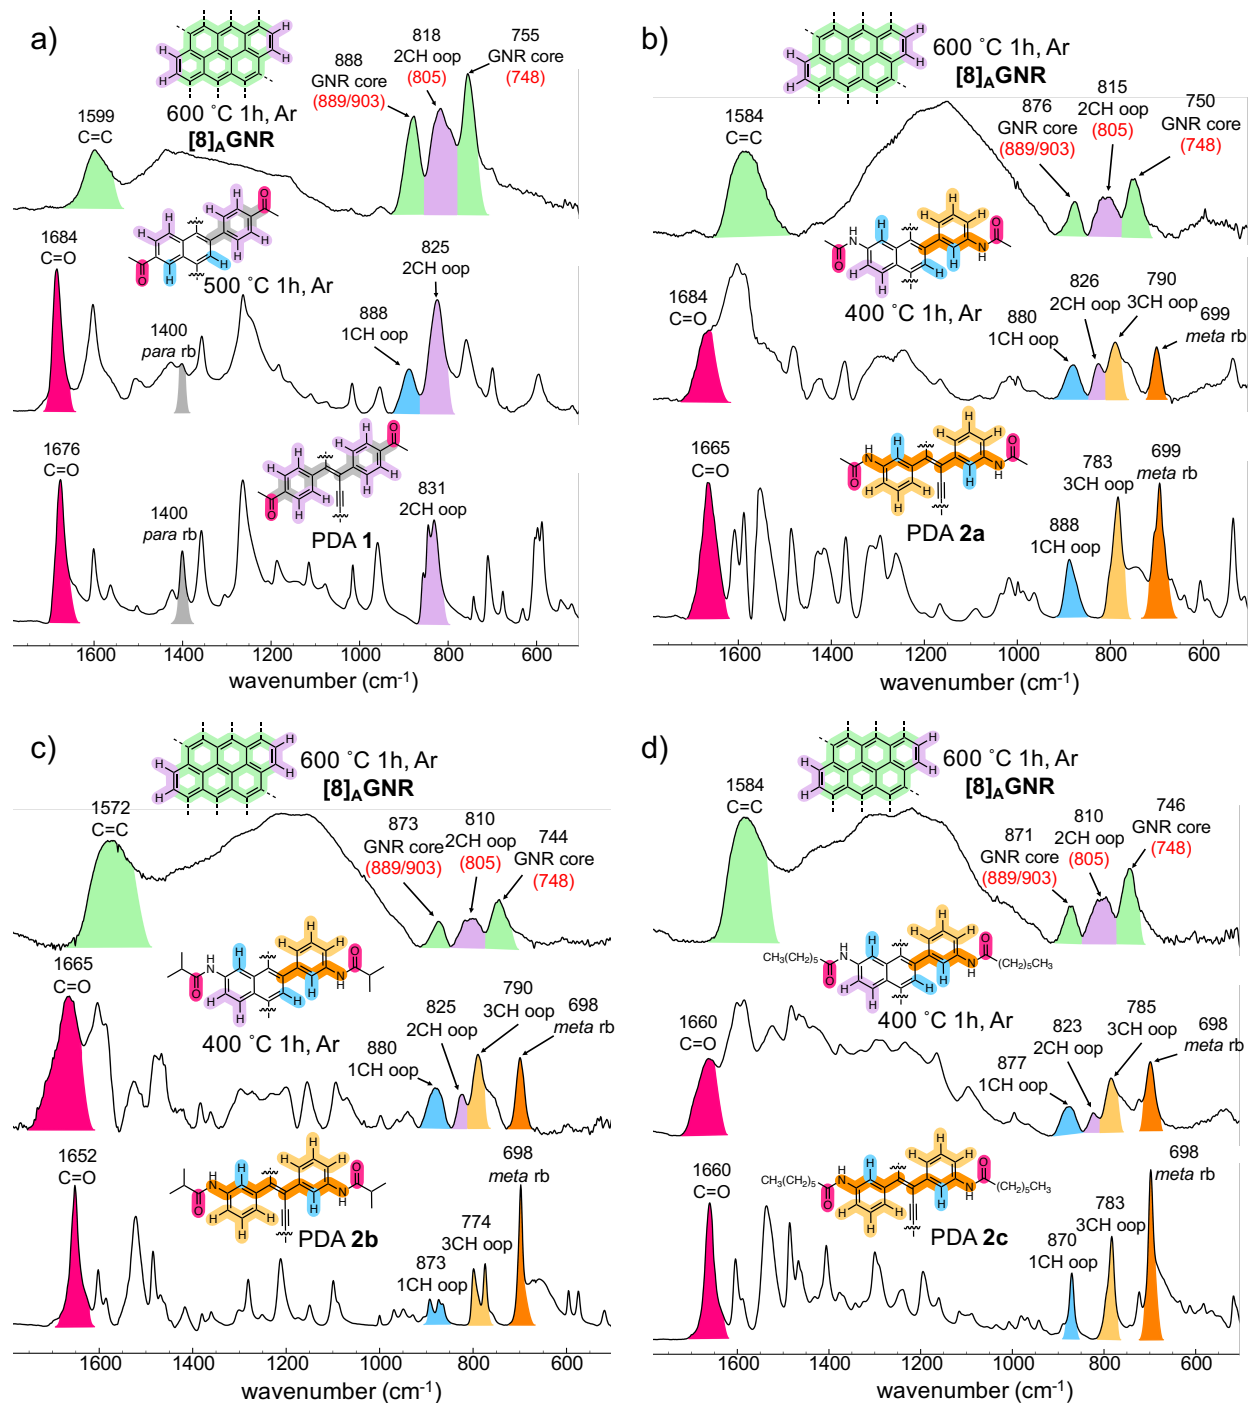 a)
600 ˚C 1h, Ar
[8]AGNR
1599
C=C
888
GNR core
(889/903)
818
2CH oop
(805)
755
GNR core
(748)
1684
C=O
500 ˚C 1h, Ar
1400
para rb
888
1CH oop
825
2CH oop
1676
C=O
1400
para rb
PDA 1
831
2CH oop
1600 1400 1200 1000 800 600
wavenumber (cm-1)
b)
600 ˚C 1h, Ar
[8]AGNR
1584
C=C
876
GNR core
(889/903)
815
2CH oop
(805)
750
GNR core
(748)
1684
C=O
400 ˚C 1h, Ar
880
1CH oop
826
2CH oop
790
3CH oop
699
meta rb
1665
C=O
PDA 2a
888
1CH oop
783
3CH oop
699
meta rb
1600 1400 1200 1000 800 600
wavenumber (cm-1)
c)
600 ˚C 1h, Ar
[8]AGNR
1572
C=C
873
GNR core
(889/903)
810
2CH oop
(805)
744
GNR core
(748)
1665
C=O
400 ˚C 1h, Ar
880
1CH oop
825
2CH oop
790
3CH oop
698
meta rb
1652
C=O
PDA 2b
873
1CH oop
774
3CH oop
698
meta rb
1600 1400 1200 1000 800 600
wavenumber (cm-1)
d)
600 ˚C 1h, Ar
[8]AGNR
1584
C=C
871
GNR core
(889/903)
810
2CH oop
(805)
746
GNR core
(748)
1660
C=O
CH3(CH2)5
(CH2)5CH3
400 ˚C 1h, Ar
877
1CH oop
823
2CH oop
785
3CH oop
698
meta rb
1660
C=O
CH3(CH2)5
(CH2)5CH3
PDA 2c
870
1CH oop
783
3CH oop
698
meta rb
1600 1400 1200 1000 800 600
wavenumber (cm-1)